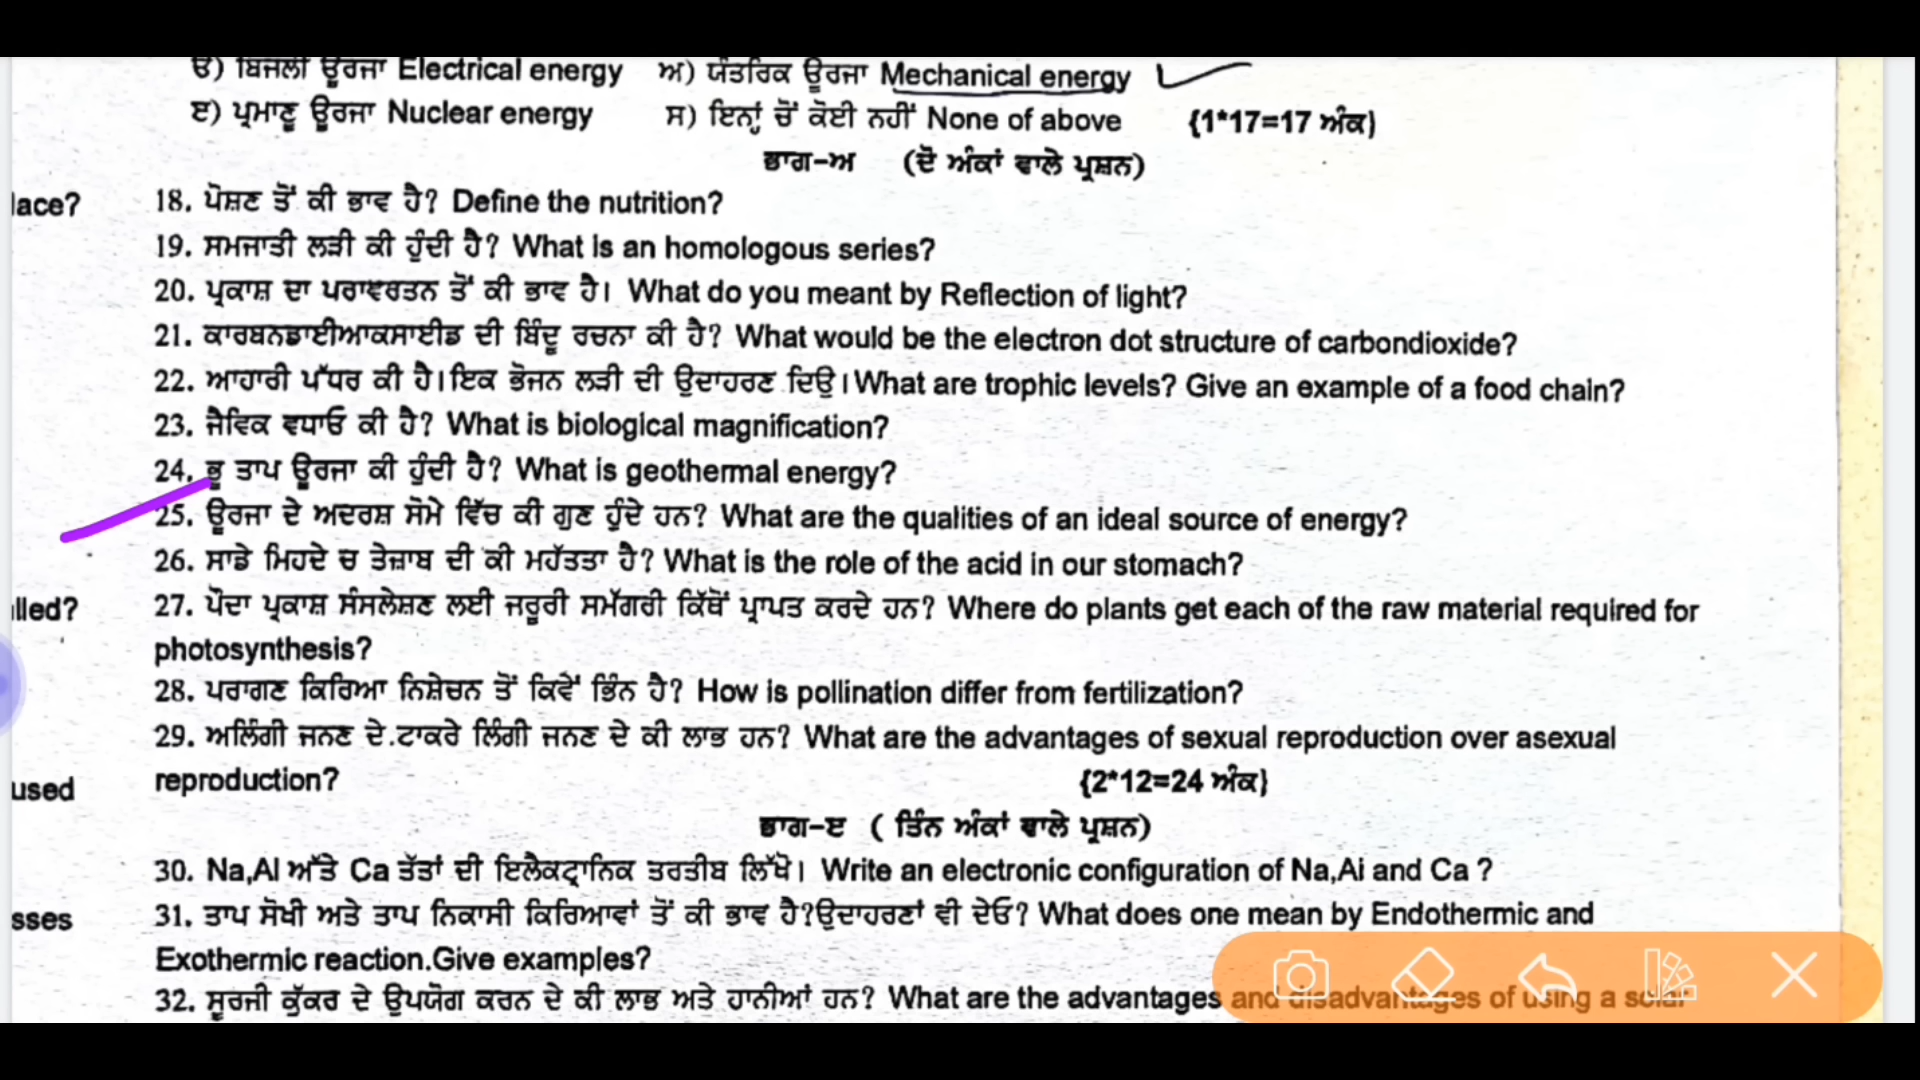 ੳ) ਬਿਜਲੀ ਊਰਜਾ Electrical energy ਅ) ਯੰਤਰਿਕ ਊਰਜਾ Mechanical energy
ੲ) ਪ੍ਰਮਾਣੂ ਊਰਜਾ Nuclear energy ਸ) ਇਨ੍ਹਾਂ ਚੋਂ ਕੋਈ ਨਹੀਂ None of above {1*17=17 ਅੰਕ}
ਭਾਗ-ਅ (ਦੋ ਅੰਕਾਂ ਵਾਲੇ ਪ੍ਰਸ਼ਨ)
lace? 18. ਪੋਸ਼ਣ ਤੋਂ ਕੀ ਭਾਵ ਹੈ? Define the nutrition?
19. ਸਮਜਾਤੀ ਲੜੀ ਕੀ ਹੁੰਦੀ ਹੈ? What is an homologous series?
20. ਪ੍ਰਕਾਸ਼ ਦਾ ਪਰਾਵਰਤਨ ਤੋਂ ਕੀ ਭਾਵ ਹੈ। What do you meant by Reflection of light?
21. ਕਾਰਬਨਡਾਈਆਕਸਾਈਡ ਦੀ ਬਿੰਦੂ ਰਚਨਾ ਕੀ ਹੈ? What would be the electron dot structure of carbondioxide?
22. ਆਹਾਰੀ ਪੱਧਰ ਕੀ ਹੈ।ਇਕ ਭੋਜਨ ਲੜੀ ਦੀ ਉਦਾਹਰਣ ਦਿਉ।What are trophic levels? Give an example of a food chain?
23. ਜੈਵਿਕ ਵਧਾਓ ਕੀ ਹੈ? What is biological magnification?
24. ਭੂ ਤਾਪ ਊਰਜਾ ਕੀ ਹੁੰਦੀ ਹੈ? What is geothermal energy?
25. ਊਰਜਾ ਦੇ ਅਦਰਸ਼ ਸੋਮੇ ਵਿੱਚ ਕੀ ਗੁਣ ਹੁੰਦੇ ਹਨ? What are the qualities of an ideal source of energy?
26. ਸਾਡੇ ਮਿਹਦੇ ਚ ਤੇਜ਼ਾਬ ਦੀ ਕੀ ਮਹੱਤਤਾ ਹੈ? What is the role of the acid in our stomach?
lled? 27. ਪੌਦਾ ਪ੍ਰਕਾਸ਼ ਸੰਸਲੇਸ਼ਣ ਲਈ ਜਰੂਰੀ ਸਮੱਗਰੀ ਕਿੱਥੋਂ ਪ੍ਰਾਪਤ ਕਰਦੇ ਹਨ? Where do plants get each of the raw material required for
photosynthesis?
28. ਪਰਾਗਣ ਕਿਰਿਆ ਨਿਸ਼ੇਚਨ ਤੋਂ ਕਿਵੇਂ ਭਿੰਨ ਹੈ? How is pollination differ from fertilization?
29. ਅਲਿੰਗੀ ਜਨਣ ਦੇ.ਟਾਕਰੇ ਲਿੰਗੀ ਜਨਣ ਦੇ ਕੀ ਲਾਭ ਹਨ? What are the advantages of sexual reproduction over asexual
used reproduction? {2*12=24 ਅੰਕ}
ਭਾਗ-ੲ ( ਤਿੰਨ ਅੰਕਾਂ ਵਾਲੇ ਪ੍ਰਸ਼ਨ)
30. Na,Al ਅੱਤੇ Ca ਤੱਤਾਂ ਦੀ ਇਲੈਕਟ੍ਰਾਨਿਕ ਤਰਤੀਬ ਲਿੱਖੋ। Write an electronic configuration of Na,Ai and Ca ?
sses 31. ਤਾਪ ਸੋਖੀ ਅਤੇ ਤਾਪ ਨਿਕਾਸੀ ਕਿਰਿਆਵਾਂ ਤੋਂ ਕੀ ਭਾਵ ਹੈ?ਉਦਾਹਰਣਾਂ ਵੀ ਦੇਓ? What does one mean by Endothermic and
Exothermic reaction.Give examples?
32. ਸੂਰਜੀ ਕੁੱਕਰ ਦੇ ਉਪਯੋਗ ਕਰਨ ਦੇ ਕੀ ਲਾਭ ਅਤੇ ਹਾਨੀਆਂ ਹਨ? What are the advantages and disadvantages of using a solar